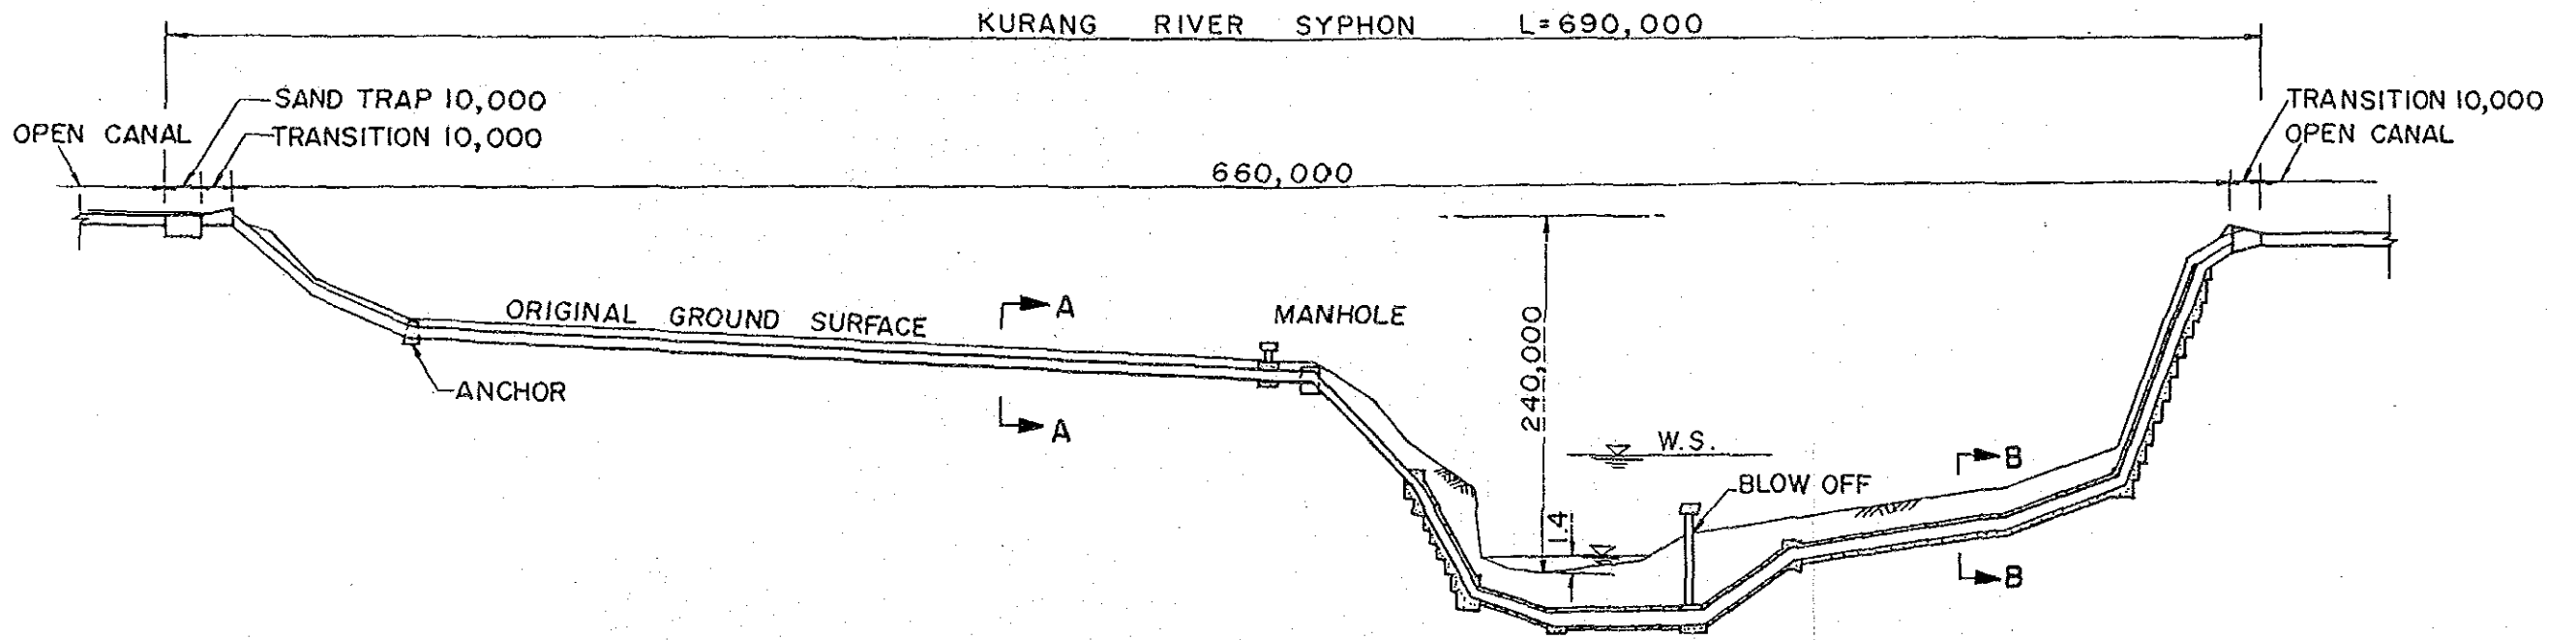 KURANG RIVER SYPHON L=690,000
SAND TRAP 10,000
TRANSITION 10,000
OPEN CANAL
TRANSITION 10,000
OPEN CANAL
660,000
ORIGINAL GROUND SURFACE
A
MANHOLE
240,000
ANCHOR
A
W.S.
B
BLOW OFF
1.4
B